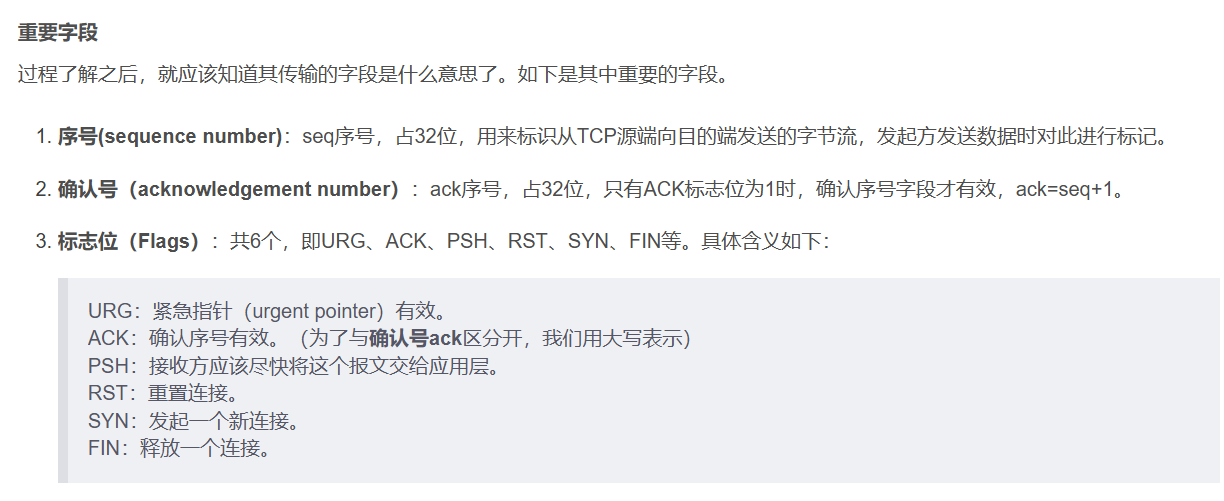 重要字段
过程了解之后，就应该知道其传输的字段是什么意思了。如下是其中重要的字段。
1. 序号(sequence number)：seq序号，占32位，用来标识从TCP源端向目的端发送的字节流，发起方发送数据时对此进行标记。
2. 确认号（acknowledgement number）：ack序号，占32位，只有ACK标志位为1时，确认序号字段才有效，ack=seq+1。
3. 标志位（Flags）：共6个，即URG、ACK、PSH、RST、SYN、FIN等。具体含义如下：
URG：紧急指针（urgent pointer）有效。
ACK：确认序号有效。（为了与确认号ack区分开，我们用大写表示）
PSH：接收方应该尽快将这个报文交给应用层。
RST：重置连接。
SYN：发起一个新连接。
FIN：释放一个连接。